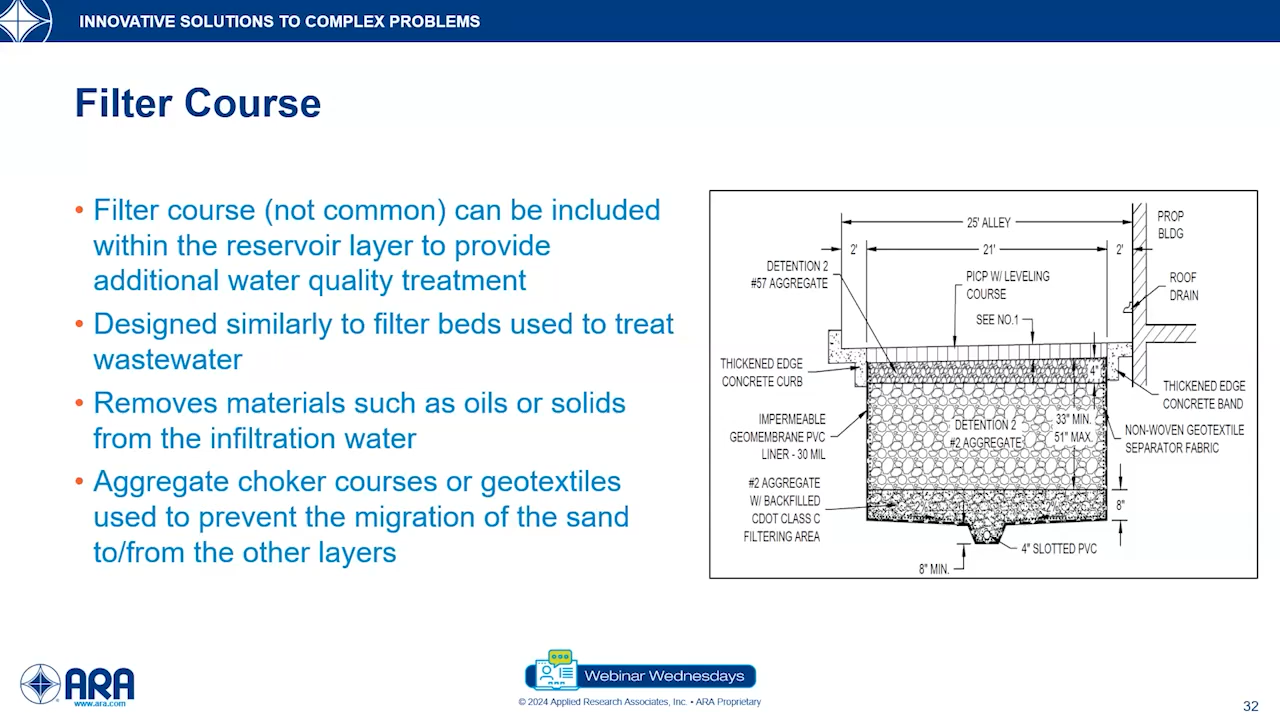 INNOVATIVE SOLUTIONS TO COMPLEX PROBLEMS
Filter Course
• Filter course (not common) can be included
within the reservoir layer to provide
additional water quality treatment
• Designed similarly to filter beds used to treat
wastewater
• Removes materials such as oils or solids
from the infiltration water
• Aggregate choker courses or geotextiles
used to prevent the migration of the sand
to/from the other layers
25' ALLEY
PROP
BLDG
2'
21'
2'
DETENTION 2
#57 AGGREGATE
PICP W/ LEVELING
COURSE
ROOF
DRAIN
SEE NO.1
THICKENED EDGE
CONCRETE CURB
4"
THICKENED EDGE
CONCRETE BAND
IMPERMEABLE
GEOMEMBRANE PVC
LINER - 30 MIL
DETENTION 2
#2 AGGREGATE
33" MIN.
51" MAX.
NON-WOVEN GEOTEXTILE
SEPARATOR FABRIC
#2 AGGREGATE
W/ BACKFILLED
CDOT CLASS C
FILTERING AREA
8"
4" SLOTTED PVC
8" MIN.
ARA
www.ara.com
ARA
Webinar Wednesdays
© 2024 Applied Research Associates, Inc. • ARA Proprietary
32